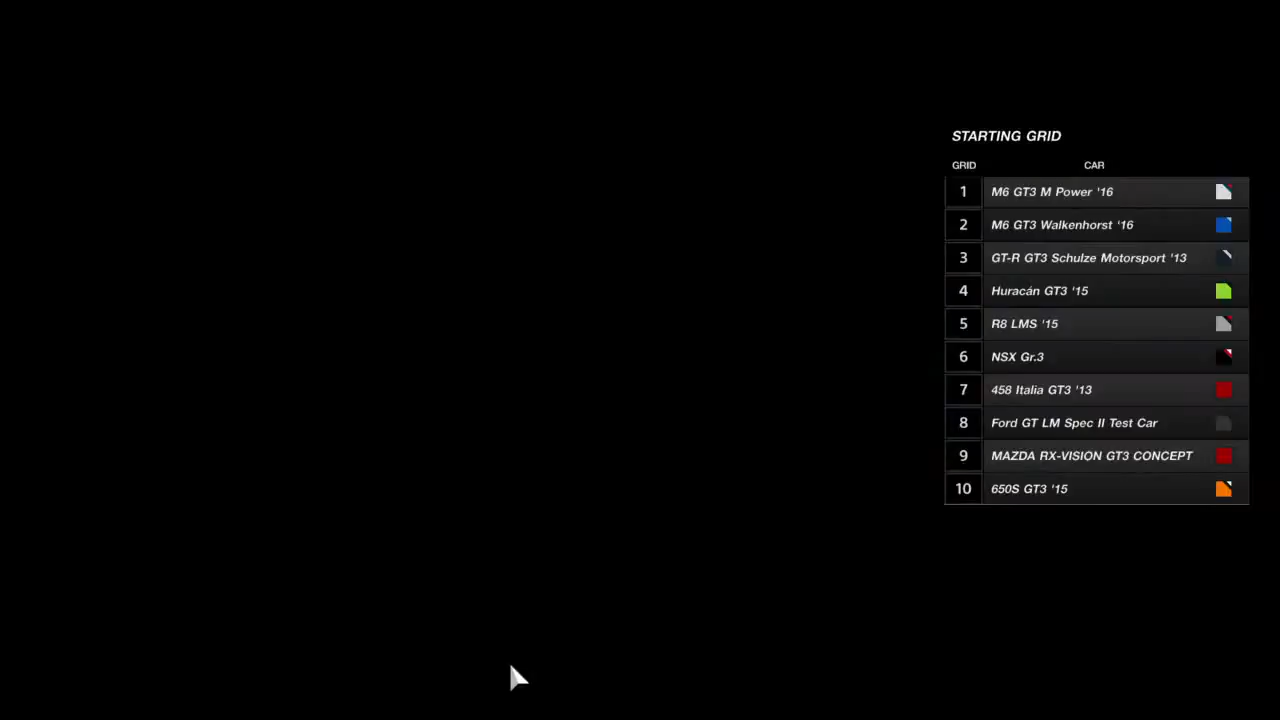 STARTING GRID
GRID CAR
1 M6 GT3 M Power '16
2 M6 GT3 Walkenhorst '16
3 GT-R GT3 Schulze Motorsport '13
4 Huracán GT3 '15
5 R8 LMS '15
6 NSX Gr.3
7 458 Italia GT3 '13
8 Ford GT LM Spec II Test Car
9 MAZDA RX-VISION GT3 CONCEPT
10 650S GT3 '15